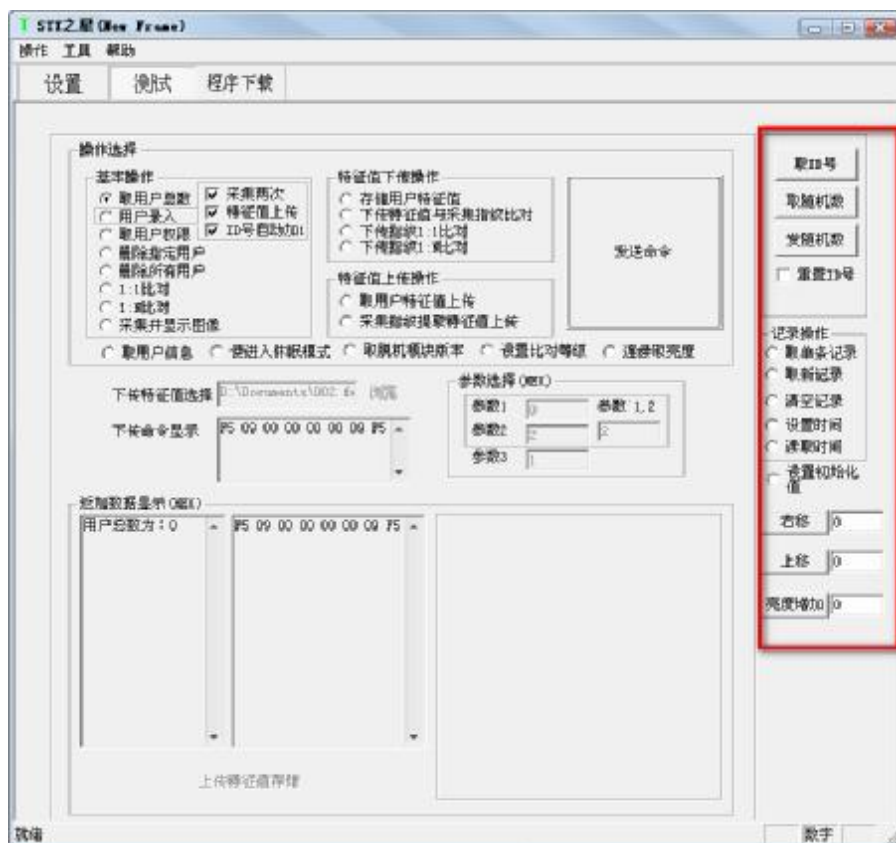 STX之星(New Frame)
操作 工具 帮助
设置 测试 程序下载
操作选择
基本操作
取用户总数
用户录入
取用户权限
删除指定用户
删除所有用户
1:1比对
1:N比对
采集并显示图像
采集两次
特征值上传
ID号自动加1
特征值下传操作
存储用户特征值
下传特征值与采集指纹比对
下传指纹1:1比对
下传指纹1:N比对
特征值上传操作
取用户特征值上传
采集指纹提取特征值上传
发送命令
取用户信息 使进入休眠模式 取脱机模块版本 设置比对等级 连续取亮度
下传特征值选择 浏览
下传命令显示 F5 09 00 00 00 00 09 F5
参数选择(HEX)
参数1 0 参数 1,2
参数2 2 2
参数3 1
返回数据显示(HEX)
用户总数为:0 F5 09 00 00 00 00 09 F5
上传特征值存储
取ID号
取随机数
发随机数
重置ID号
记录操作
取单条记录
取新记录
清空记录
设置时间
读取时间
设置初始化值
右移 0
上移 0
亮度增加 0
就绪 数字